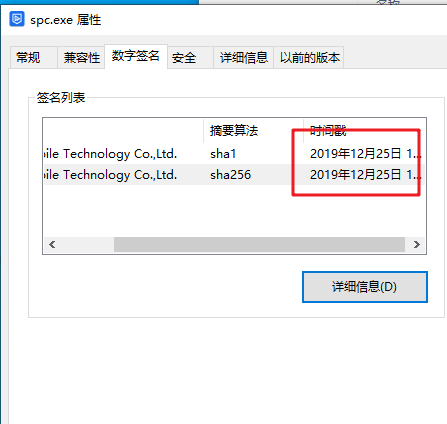 spc.exe 属性
常规 兼容性 数字签名 安全 详细信息 以前的版本
签名列表
摘要算法 时间戳
bile Technology Co.,Ltd. sha1 2019年12月25日 1...
bile Technology Co.,Ltd. sha256 2019年12月25日 1...
详细信息(D)